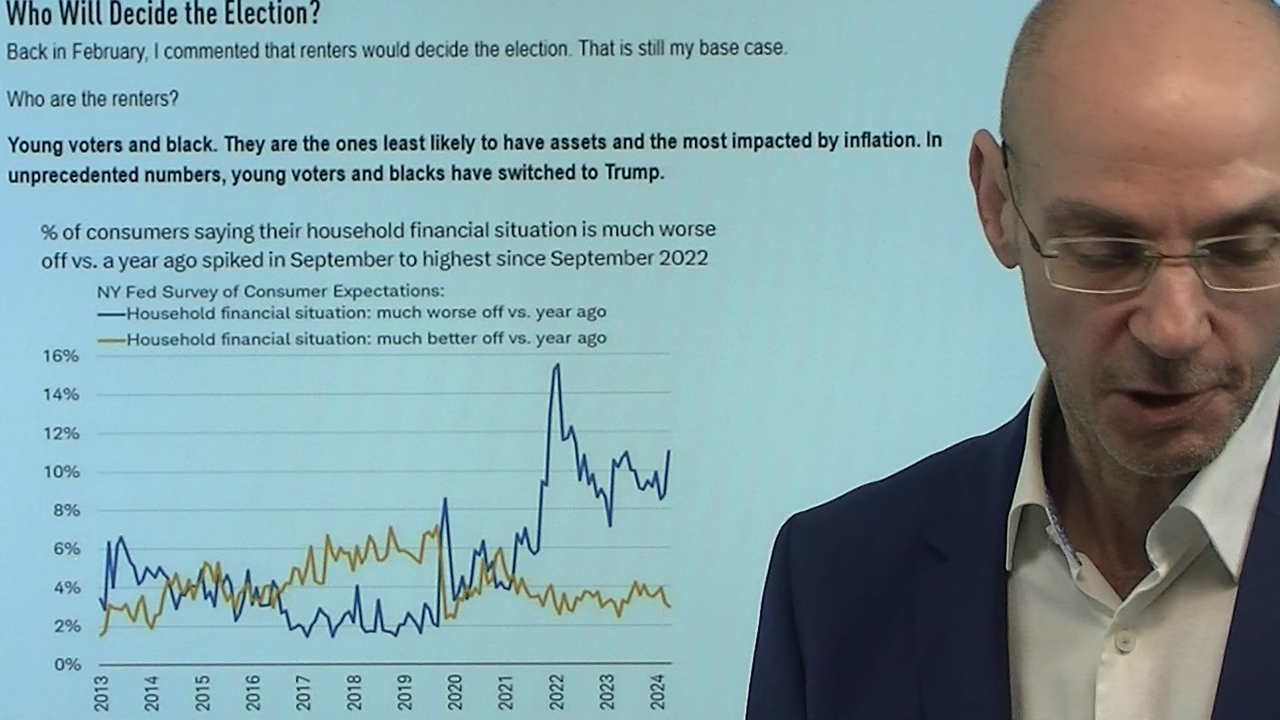 Who Will Decide the Election?
Back in February, I commented that renters would decide the election. That is still my base case.
Who are the renters?
Young voters and black. They are the ones least likely to have assets and the most impacted by inflation. In
unprecedented numbers, young voters and blacks have switched to Trump.
% of consumers saying their household financial situation is much worse
off vs. a year ago spiked in September to highest since September 2022
NY Fed Survey of Consumer Expectations:
Household financial situation: much worse off vs. year ago
Household financial situation: much better off vs. year ago
16%
14%
12%
10%
8%
6%
4%
2%
0%
2013 2014 2015 2016 2017 2018 2019 2020 2021 2022 2023 2024